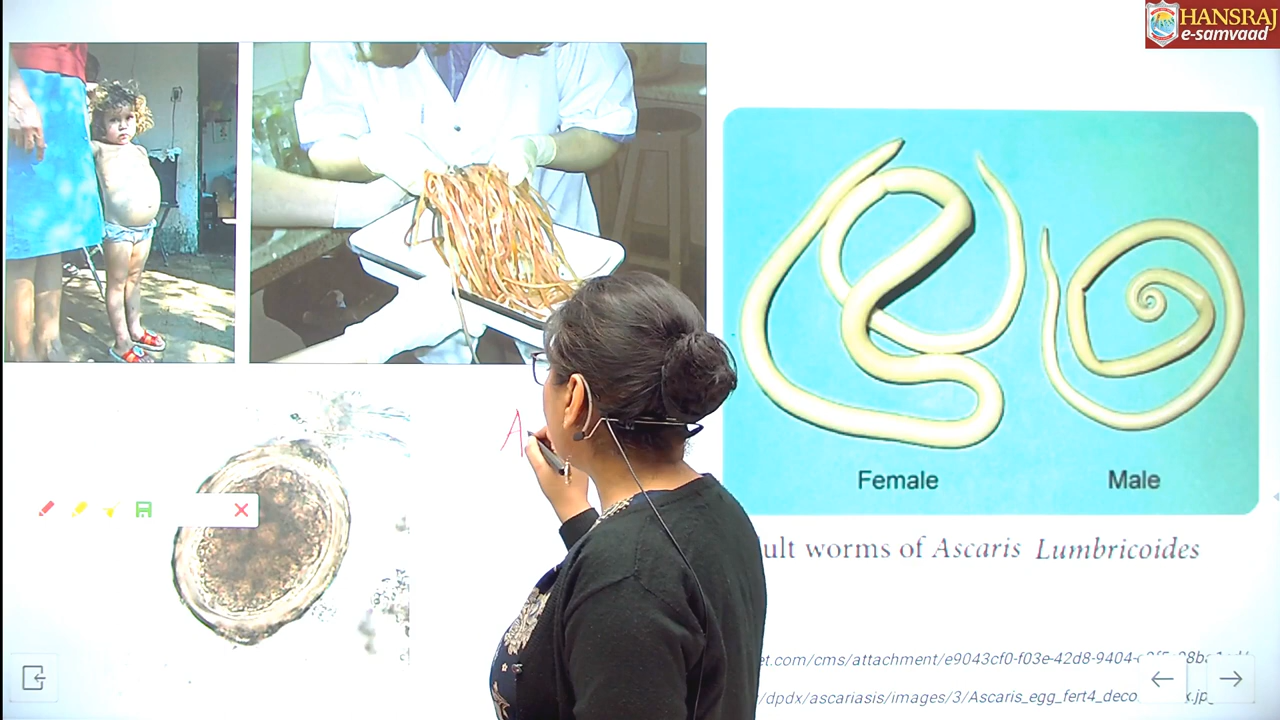 HANSRAJ
e-samvaad
A
Female
Male
ult worms of Ascaris Lumbricoides
et.com/cms/attachment/e9043cf0-f03e-42d8-9404-
/dpdx/ascariasis/images/3/Ascaris_egg_fert4_deco